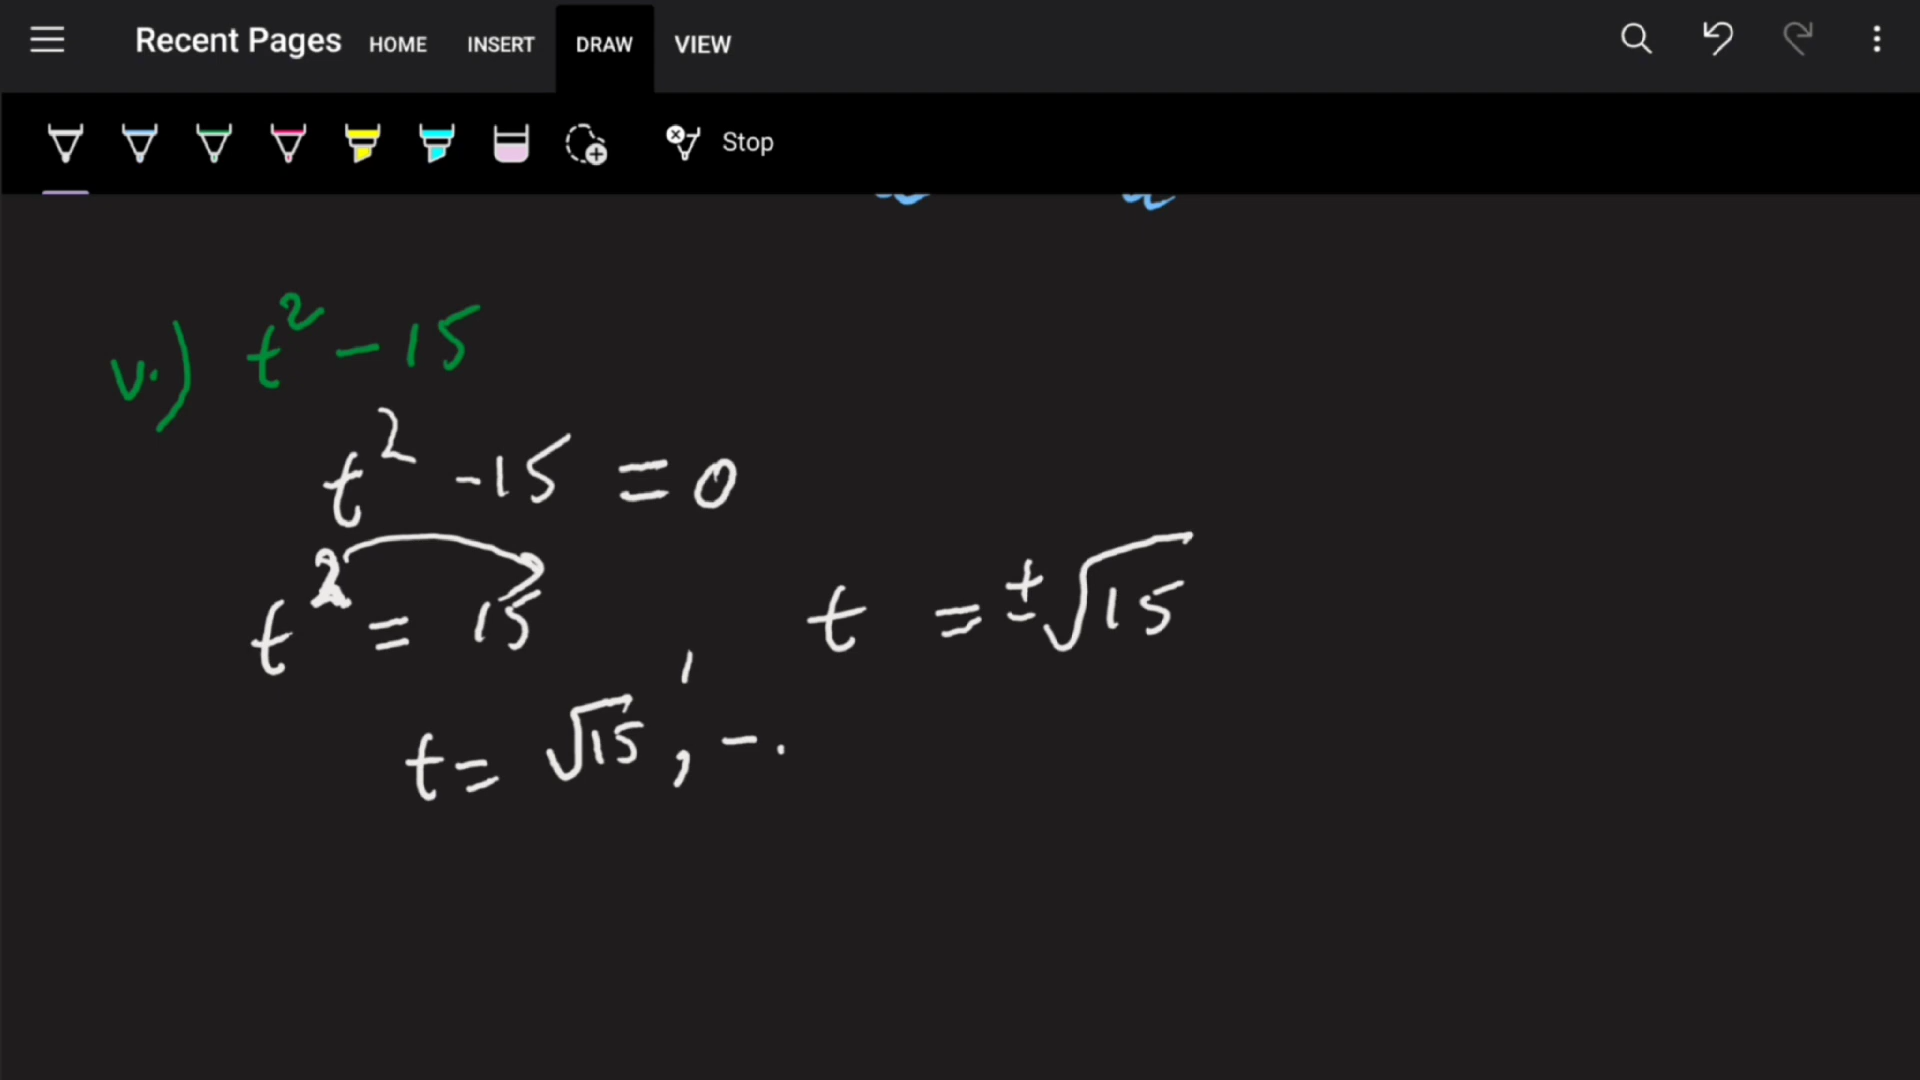 Recent Pages HOME INSERT DRAW VIEW
Stop
v.) t² - 15
t² - 15 = 0
t² = 15
t = ±√15
t = √15 , - .